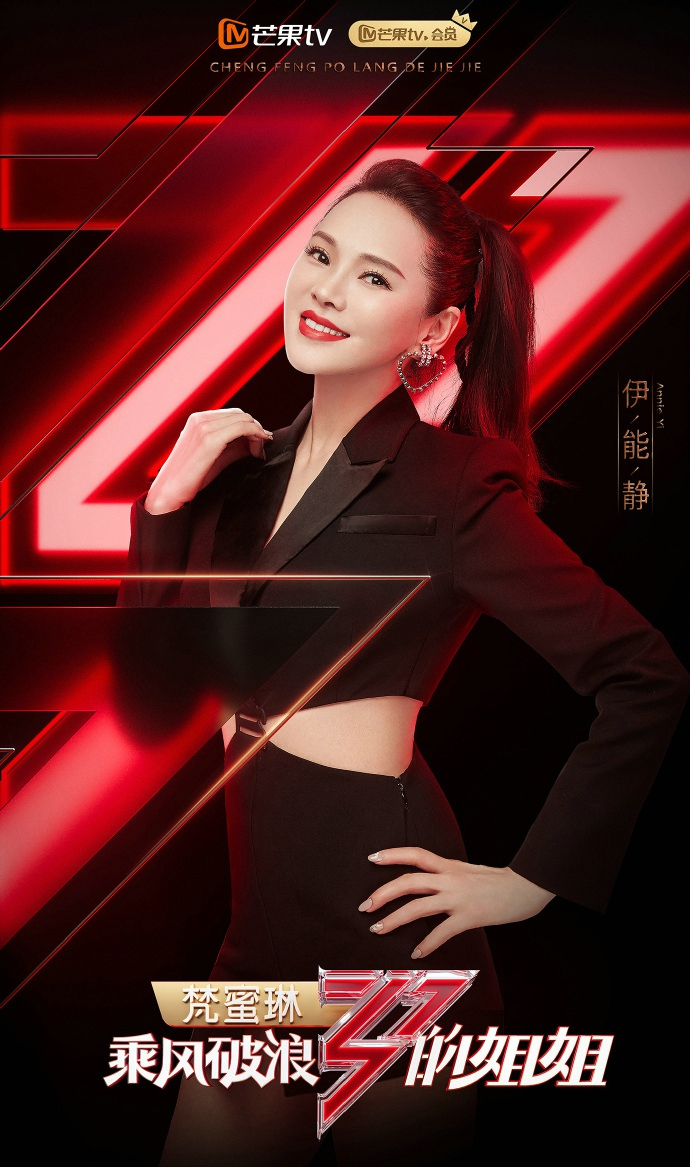 芒果tv 芒果tv 会员
CHENG FENG PO LANG DE JIE JIE
伊/能/静
Annie Yi
梵蜜琳
乘风破浪的姐姐